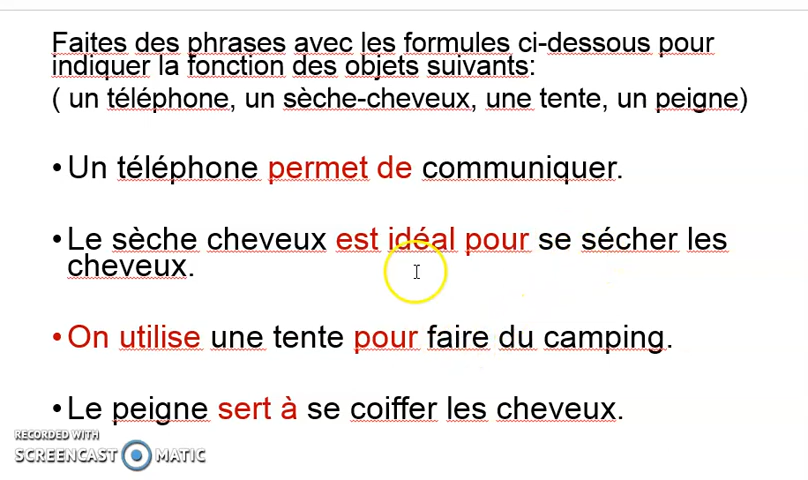 Faites des phrases avec les formules ci-dessous pour
indiquer la fonction des objets suivants:
( un téléphone, un sèche-cheveux, une tente, un peigne)
•Un téléphone permet de communiquer.
•Le sèche cheveux est idéal pour se sécher les
cheveux.
•On utilise une tente pour faire du camping.
•Le peigne sert à se coiffer les cheveux.
RECORDED WITH
SCREENCAST MATIC